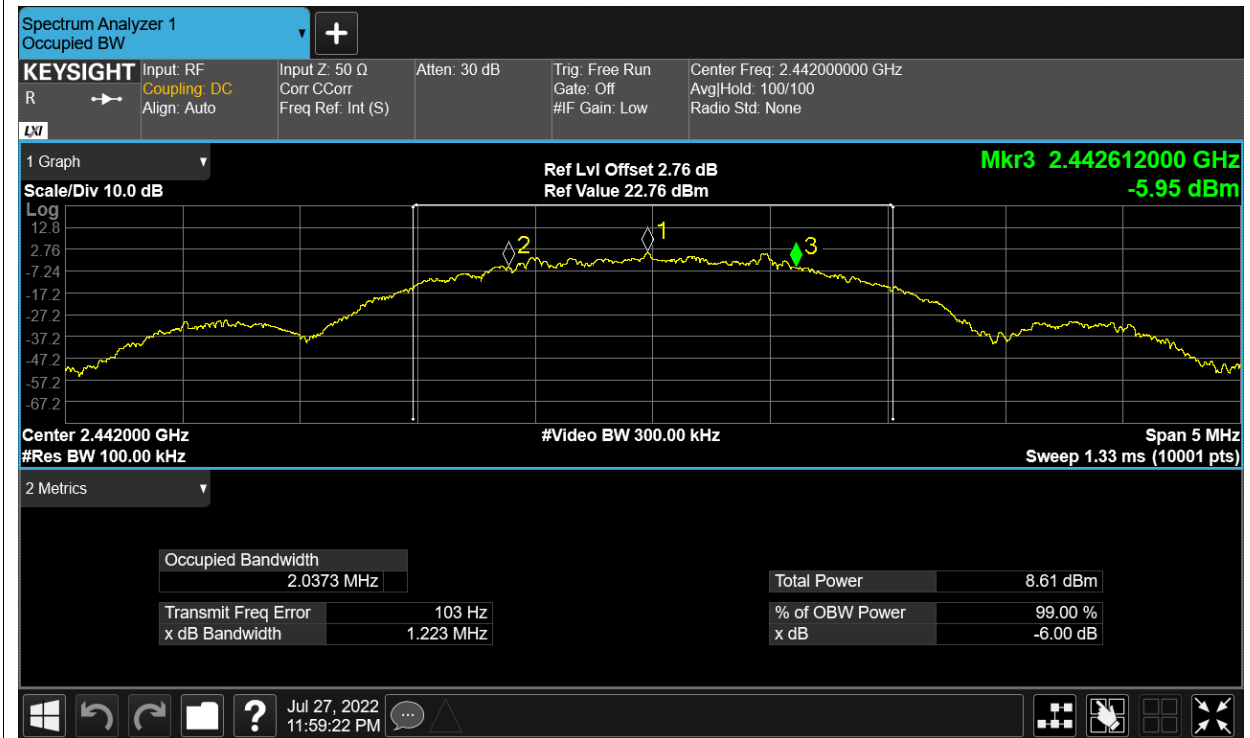 Spectrum Analyzer 1
Occupied BW
▼
+
KEYSIGHT
R
LXI
Input: RF
Coupling: DC
Align: Auto
Input Z: 50 Ω
Corr CCorr
Freq Ref: Int (S)
Atten: 30 dB
Trig: Free Run
Gate: Off
#IF Gain: Low
Center Freq: 2.442000000 GHz
Avg|Hold: 100/100
Radio Std: None
1 Graph ▼
Scale/Div 10.0 dB
Ref Lvl Offset 2.76 dB
Ref Value 22.76 dBm
Mkr3 2.442612000 GHz
-5.95 dBm
Log
12.8
2.76
-7.24
-17.2
-27.2
-37.2
-47.2
-57.2
-67.2
2
1
3
Center 2.442000 GHz
#Res BW 100.00 kHz
#Video BW 300.00 kHz
Span 5 MHz
Sweep 1.33 ms (10001 pts)
2 Metrics ▼
Occupied Bandwidth
2.0373 MHz
Transmit Freq Error 103 Hz
x dB Bandwidth 1.223 MHz
Total Power 8.61 dBm
% of OBW Power 99.00 %
x dB -6.00 dB
?
Jul 27, 2022
11:59:22 PM